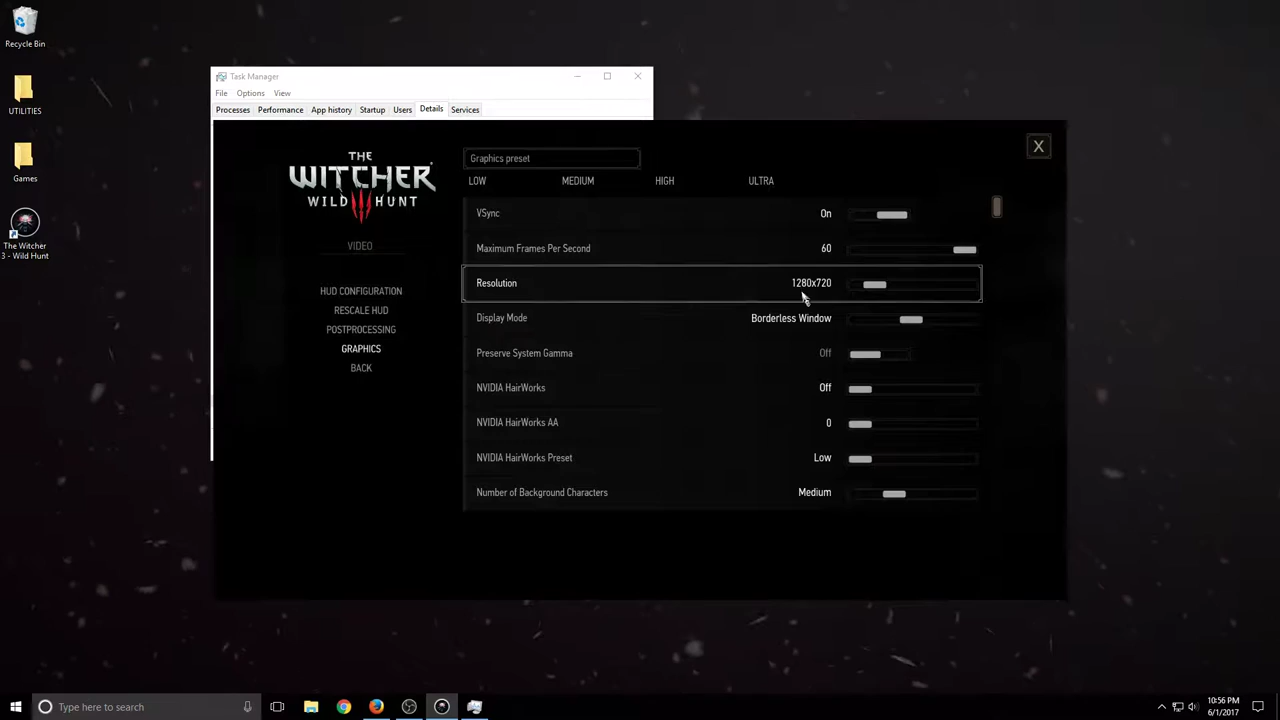 Recycle Bin
UTILITIES
Games
The Witcher
3 - Wild Hunt
Task Manager
File Options View
Processes Performance App history Startup Users Details Services
THE
WITCHER
WILD HUNT
VIDEO
HUD CONFIGURATION
RESCALE HUD
POSTPROCESSING
GRAPHICS
BACK
Graphics preset
X
LOW MEDIUM HIGH ULTRA
VSync On
Maximum Frames Per Second 60
Resolution 1280x720
Display Mode Borderless Window
Preserve System Gamma Off
NVIDIA HairWorks Off
NVIDIA HairWorks AA 0
NVIDIA HairWorks Preset Low
Number of Background Characters Medium
Type here to search
10:56 PM
6/1/2017